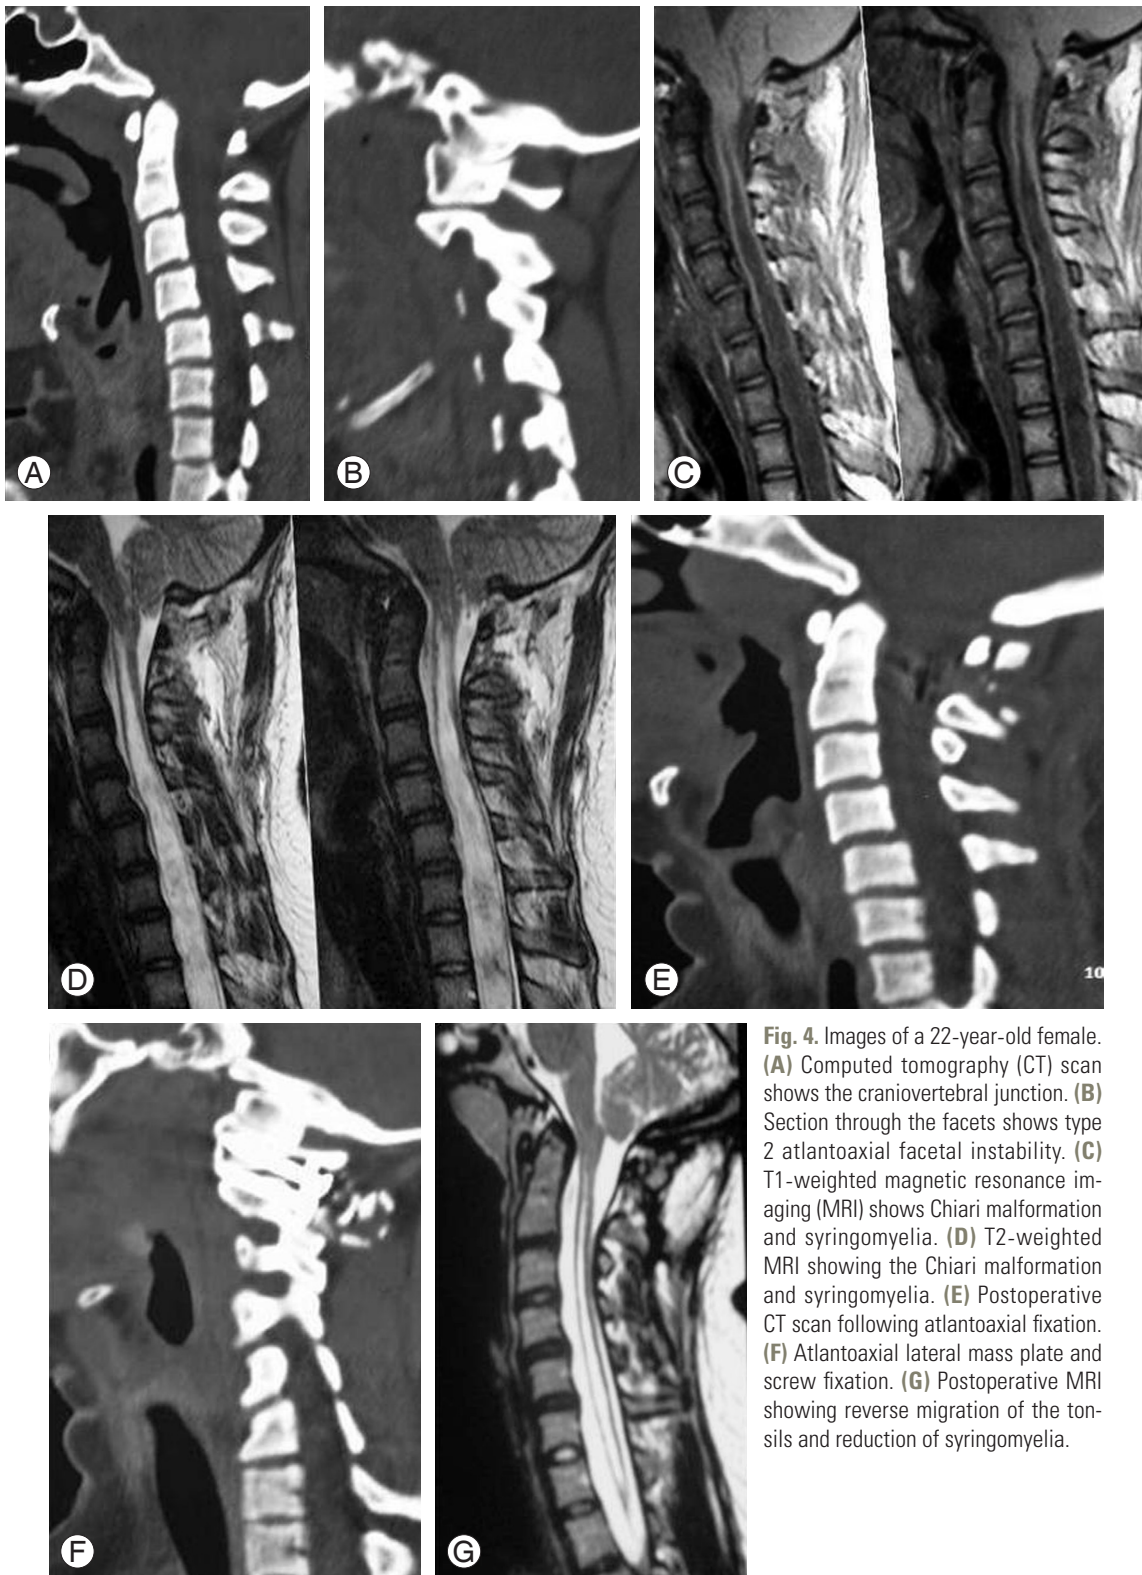 A
B
C
D
E
10
F
G
Fig. 4. Images of a 22-year-old female.
(A) Computed tomography (CT) scan
shows the craniovertebral junction. (B)
Section through the facets shows type
2 atlantoaxial facetal instability. (C)
T1-weighted magnetic resonance im-
aging (MRI) shows Chiari malformation
and syringomyelia. (D) T2-weighted
MRI showing the Chiari malformation
and syringomyelia. (E) Postoperative
CT scan following atlantoaxial fixation.
(F) Atlantoaxial lateral mass plate and
screw fixation. (G) Postoperative MRI
showing reverse migration of the ton-
sils and reduction of syringomyelia.